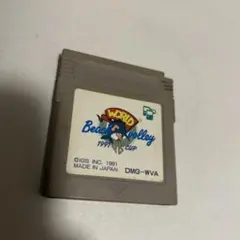 WORLD
Beach Volley
1991 CUP
©IGS INC. 1991
MADE IN JAPAN DMG-WVA